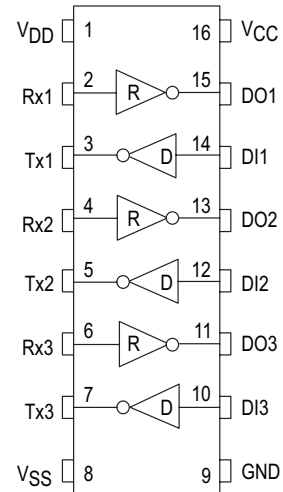 VDD 1 16 VCC
Rx1 2 R 15 DO1
Tx1 3 D 14 DI1
Rx2 4 R 13 DO2
Tx2 5 D 12 DI2
Rx3 6 R 11 DO3
Tx3 7 D 10 DI3
VSS 8 9 GND